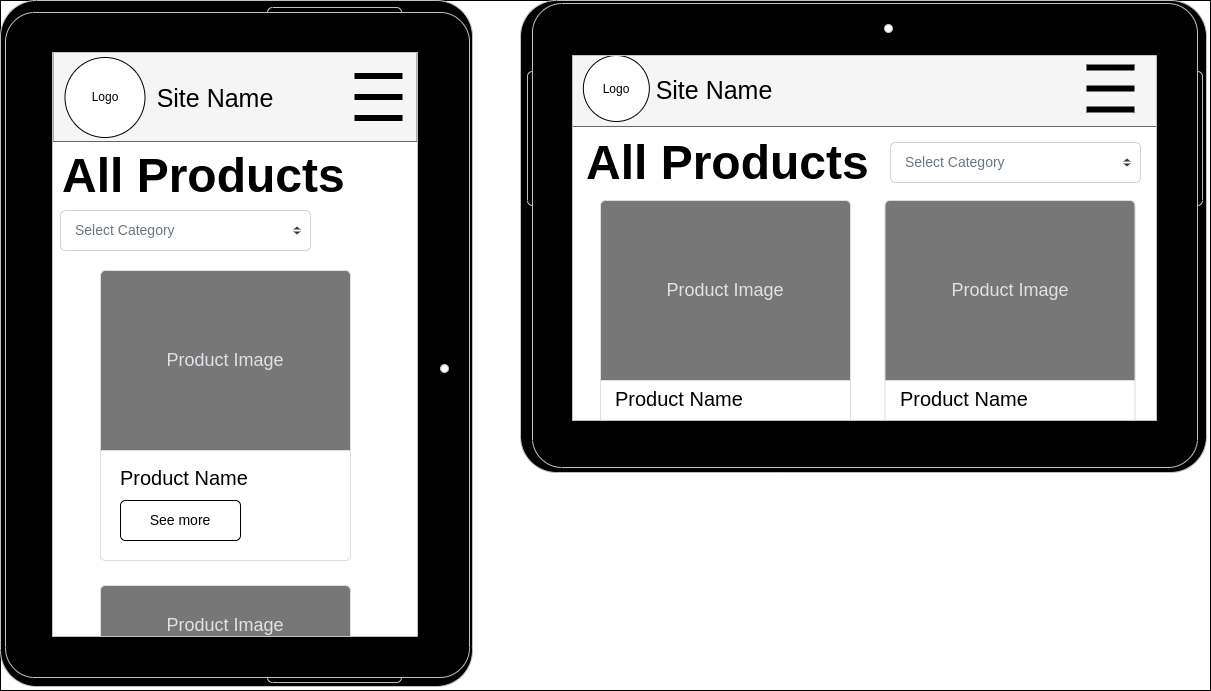 Logo
Site Name
All Products
Select Category
Product Image
Product Name
See more
Product Image
Logo
Site Name
All Products
Select Category
Product Image
Product Image
Product Name
Product Name